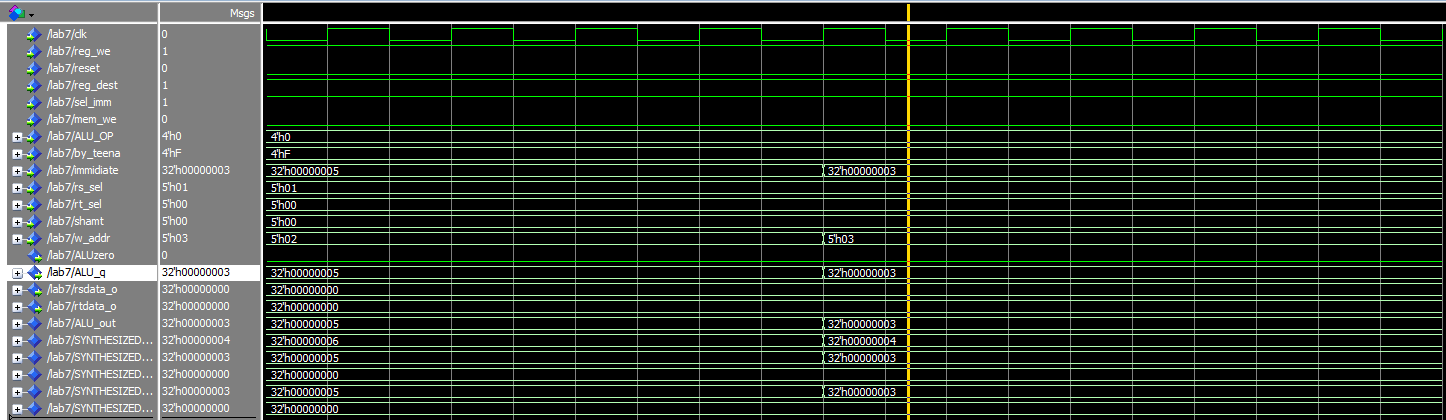 Msgs
/lab7/clk 0
/lab7/reg_we 1
/lab7/reset 0
/lab7/reg_dest 1
/lab7/sel_imm 1
/lab7/mem_we 0
/lab7/ALU_OP 4'h0 4'h0
/lab7/by_teena 4'hF 4'hF
/lab7/immidiate 32'h00000003 32'h00000005 32'h00000003
/lab7/rs_sel 5'h01 5'h01
/lab7/rt_sel 5'h00 5'h00
/lab7/shamt 5'h00 5'h00
/lab7/w_addr 5'h03 5'h02 5'h03
/lab7/ALUzero 0
/lab7/ALU_q 32'h00000003 32'h00000005 32'h00000003
/lab7/rsdata_o 32'h00000000 32'h00000000
/lab7/rtdata_o 32'h00000000 32'h00000000
/lab7/ALU_out 32'h00000003 32'h00000005 32'h00000003
/lab7/SYNTHESIZED... 32'h00000004 32'h00000006 32'h00000004
/lab7/SYNTHESIZED... 32'h00000003 32'h00000005 32'h00000003
/lab7/SYNTHESIZED... 32'h00000000 32'h00000000
/lab7/SYNTHESIZED... 32'h00000003 32'h00000005 32'h00000003
/lab7/SYNTHESIZED... 32'h00000000 32'h00000000